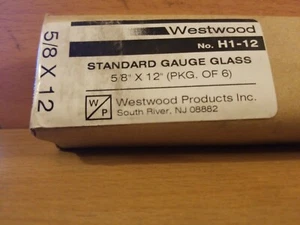 5/8 X 12
Westwood
No. H1-12
STANDARD GAUGE GLASS
5/8" X 12" (PKG. OF 6)
W/P
Westwood Products Inc.
South River, NJ 08882